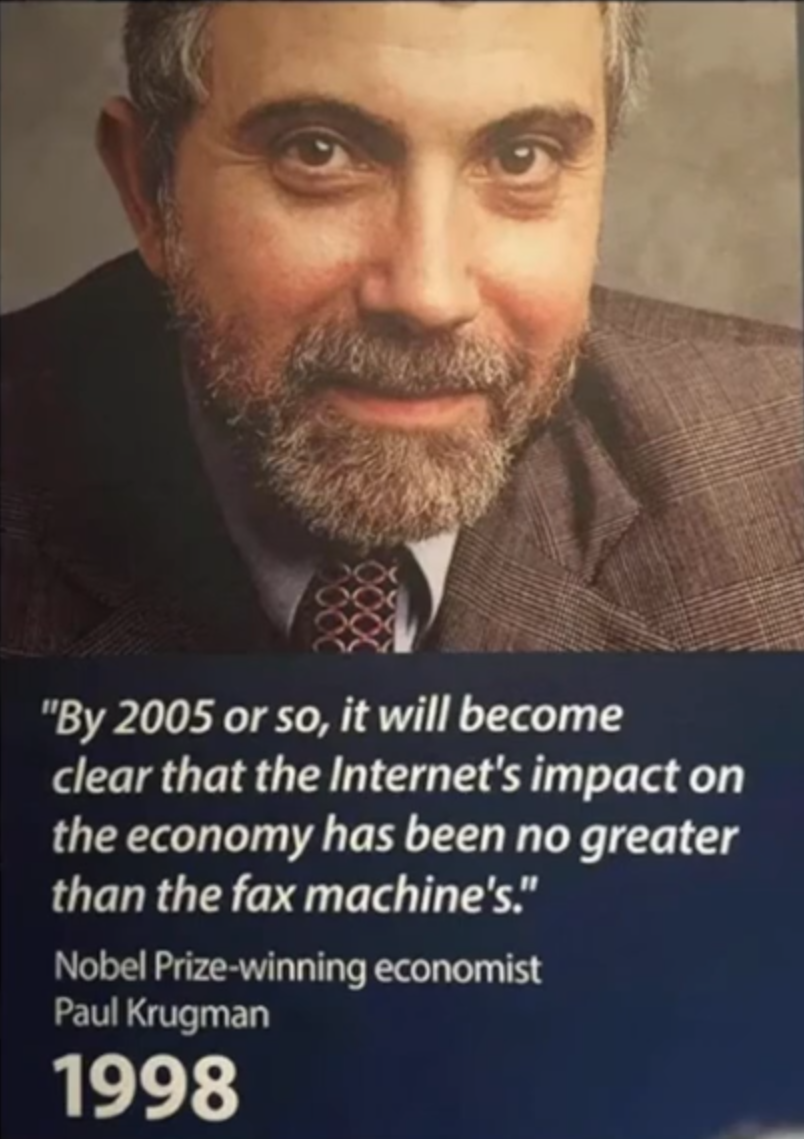 "By 2005 or so, it will become
clear that the Internet's impact on
the economy has been no greater
than the fax machine's."
Nobel Prize-winning economist
Paul Krugman
1998